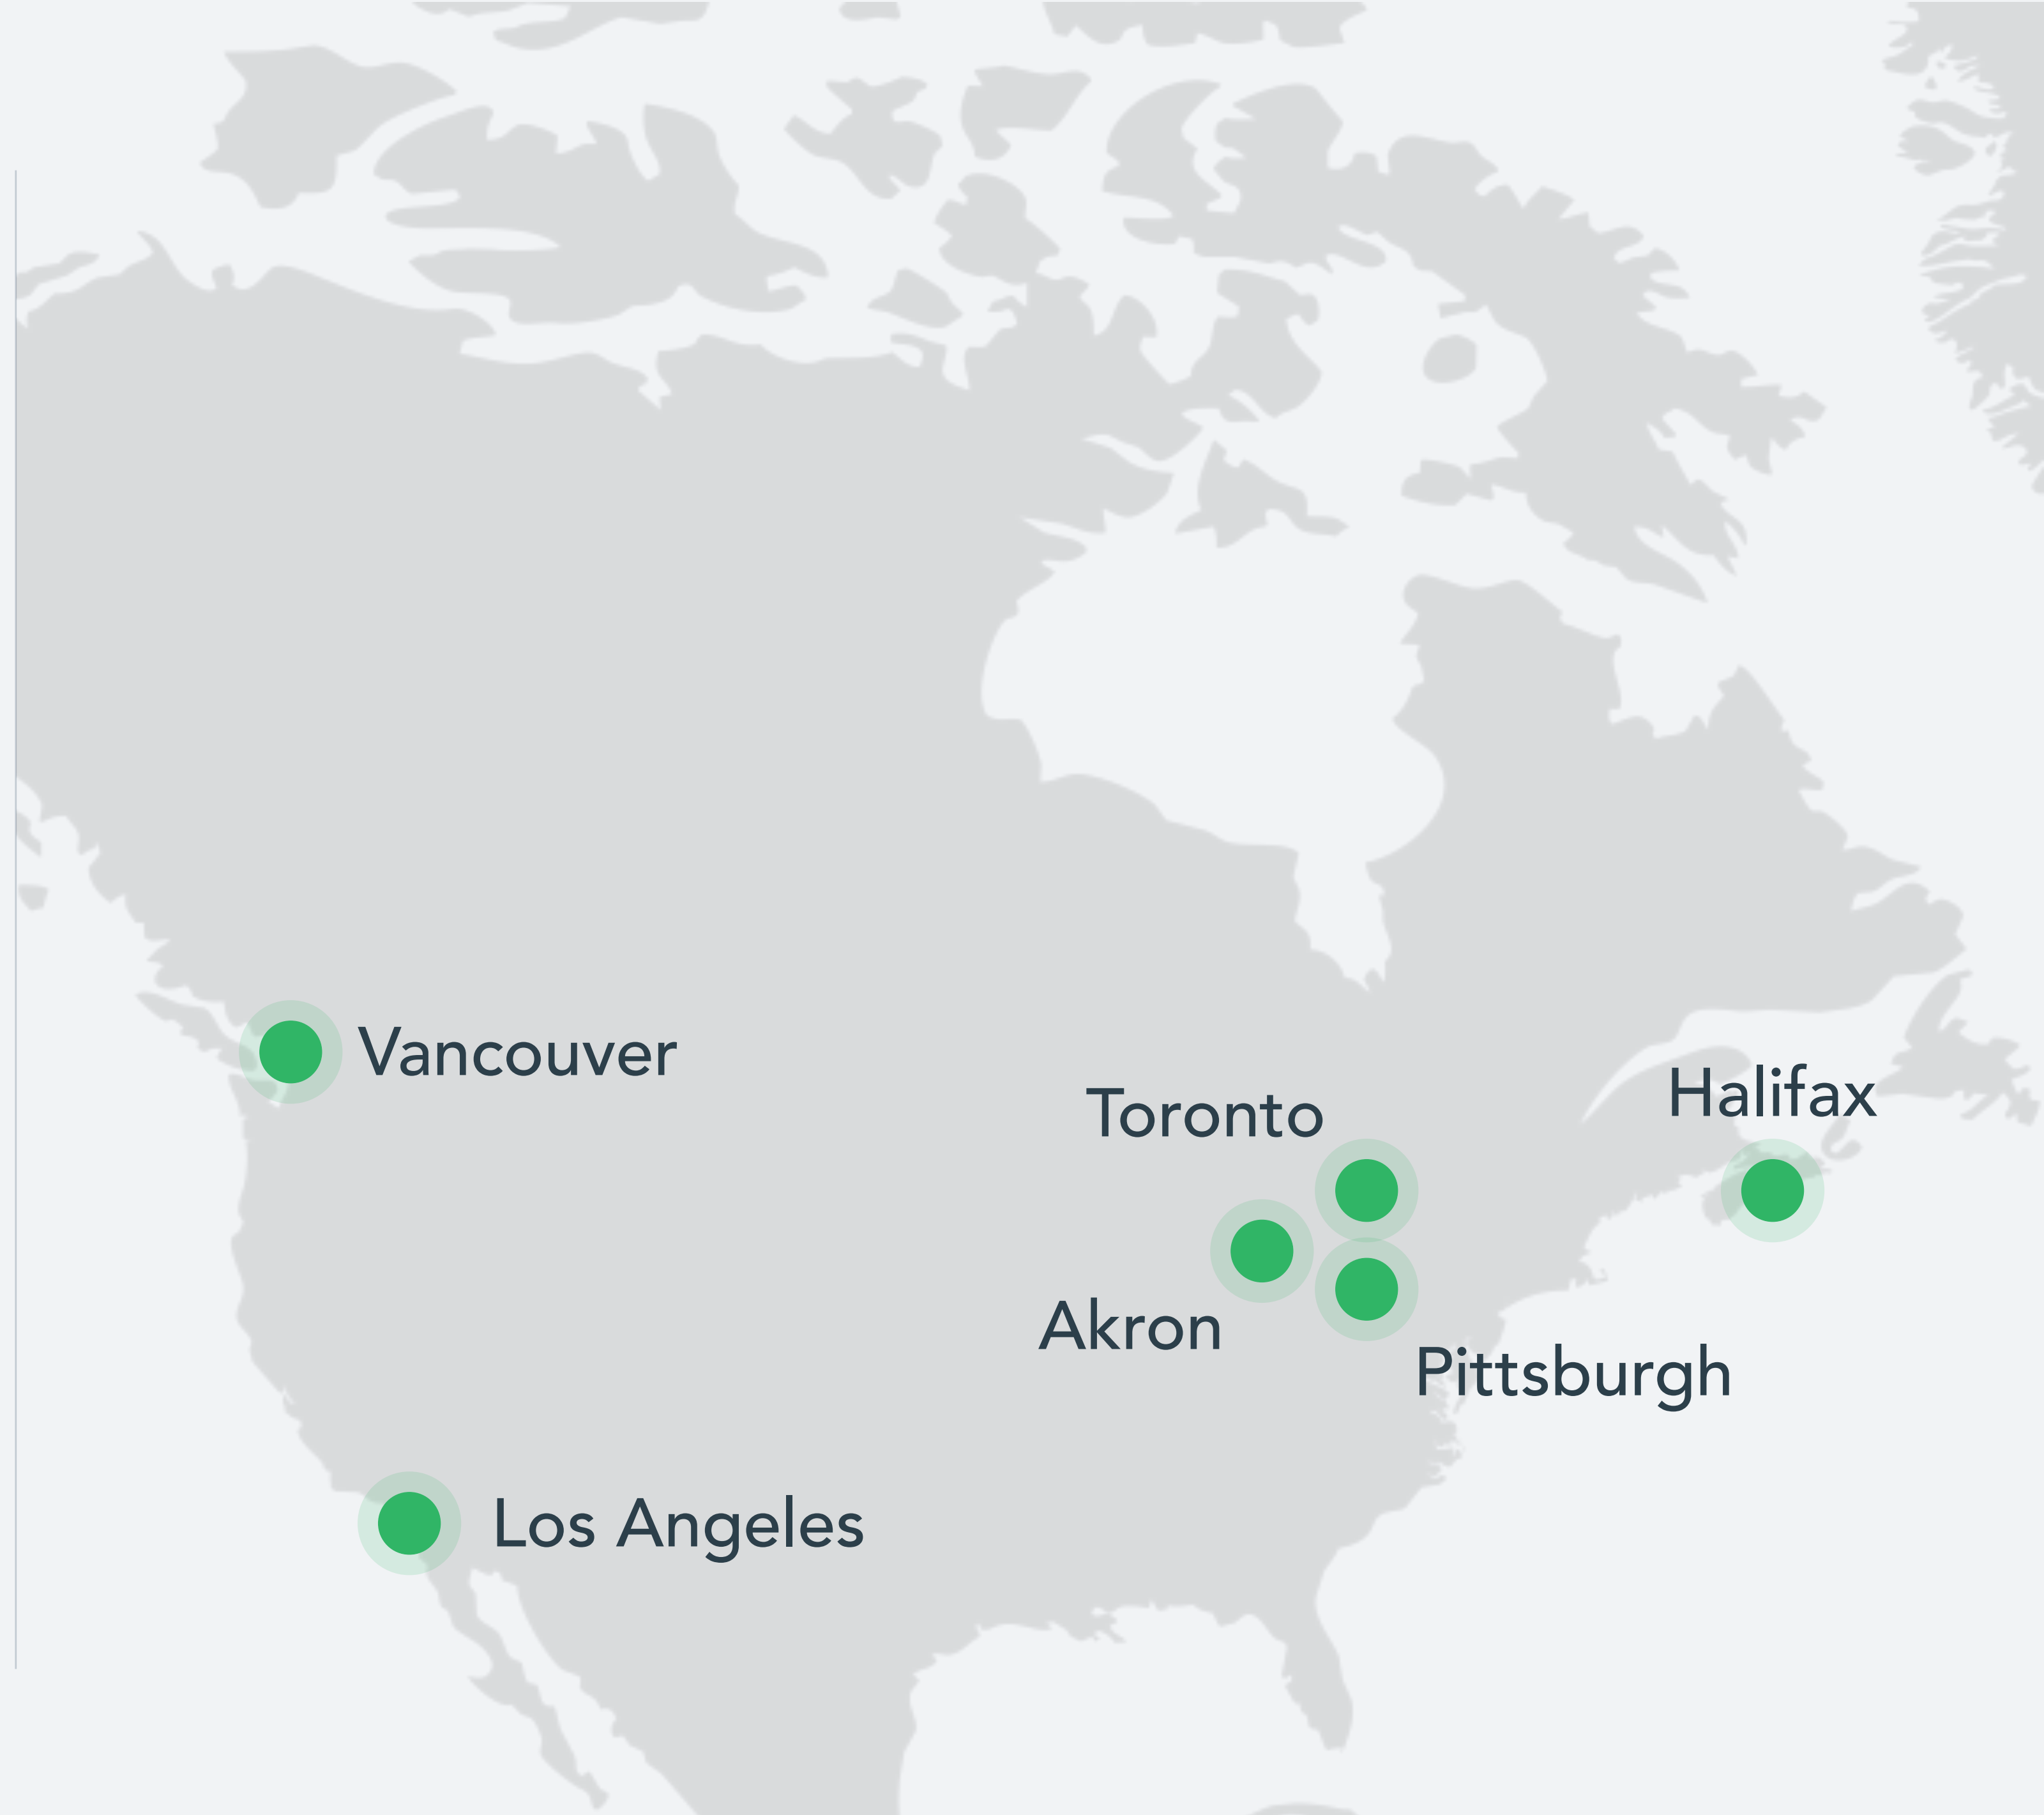 Vancouver
Toronto
Halifax
Akron
Pittsburgh
Los Angeles